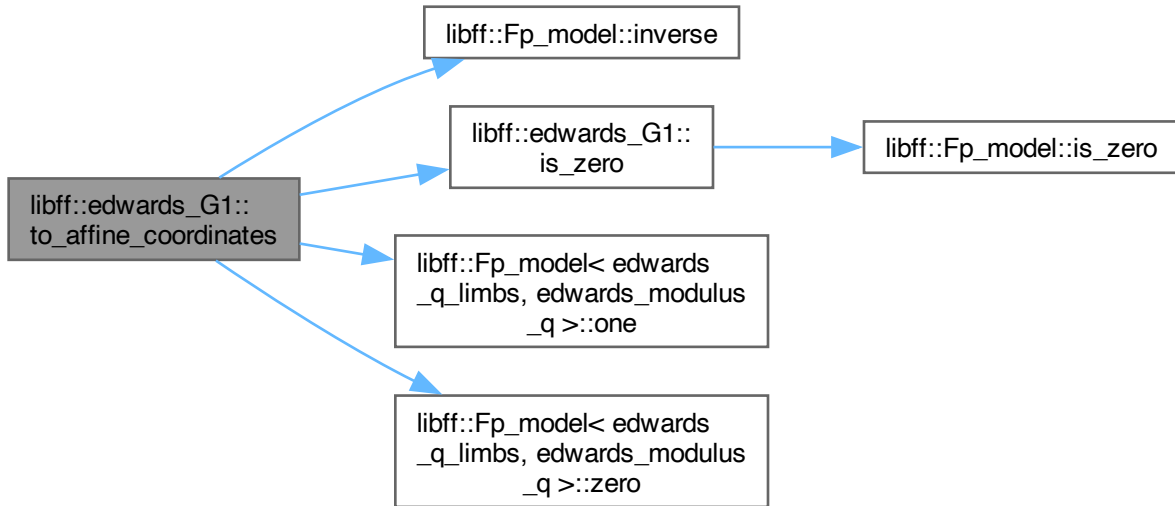 libff::Fp_model::inverse
libff::edwards_G1::
is_zero
libff::Fp_model::is_zero
libff::edwards_G1::
to_affine_coordinates
libff::Fp_model< edwards
_q_limbs, edwards_modulus
_q >::one
libff::Fp_model< edwards
_q_limbs, edwards_modulus
_q >::zero